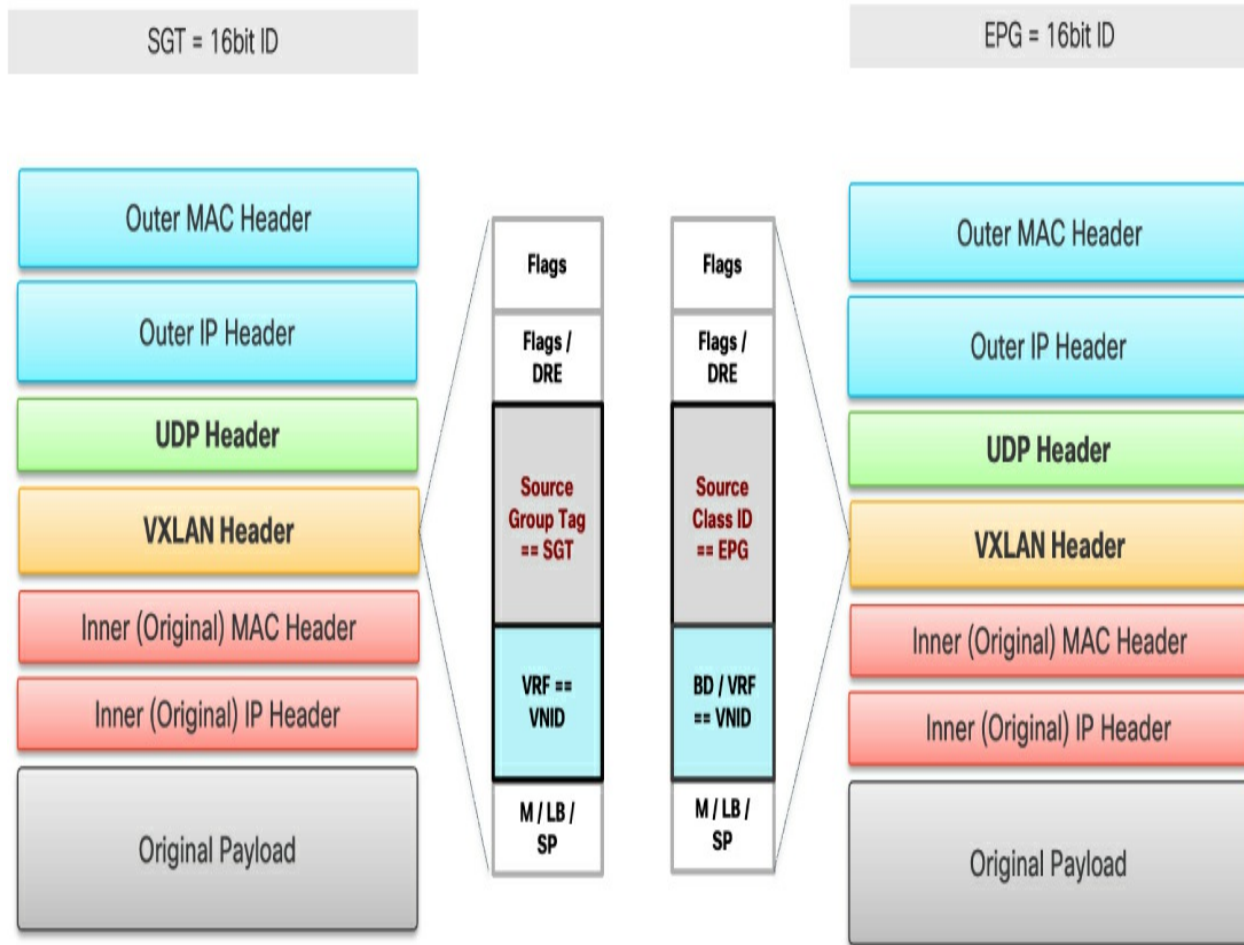 SGT = 16bit ID
Outer MAC Header
Outer IP Header
UDP Header
VXLAN Header
Inner (Original) MAC Header
Inner (Original) IP Header
Original Payload
Flags
Flags /
DRE
Source
Group Tag
== SGT
VRF ==
VNID
M / LB /
SP
Flags
Flags /
DRE
Source
Class ID
== EPG
BD / VRF
== VNID
M / LB /
SP
EPG = 16bit ID
Outer MAC Header
Outer IP Header
UDP Header
VXLAN Header
Inner (Original) MAC Header
Inner (Original) IP Header
Original Payload